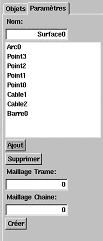 Objets Paramètres
Nom:
Surface0
Arc0
Point3
Point2
Point1
Point0
Cable1
Cable2
Barre0
Ajout
Supprimer
Maillage Trame:
0
Maillage Chaine:
0
Créer